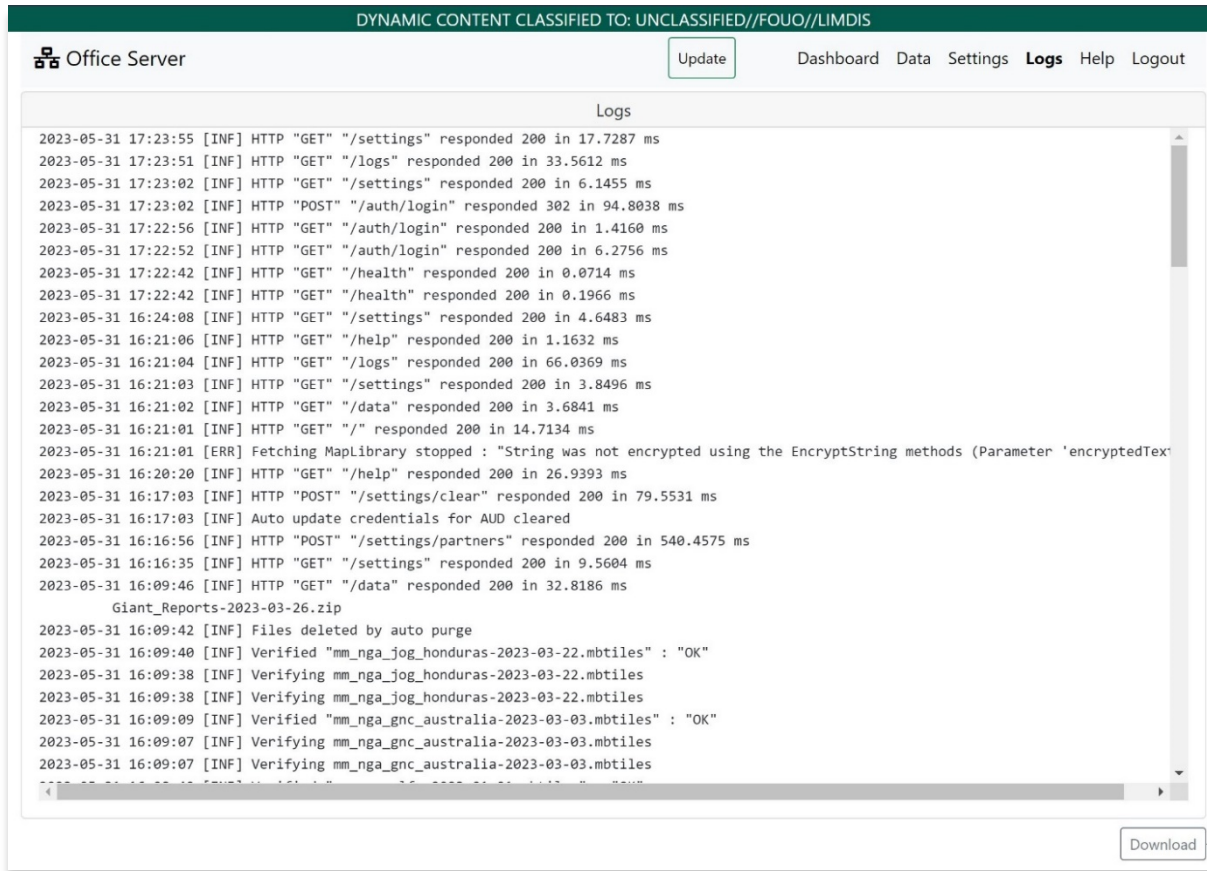 DYNAMIC CONTENT CLASSIFIED TO: UNCLASSIFIED//FOUO//LIMDIS
Office Server
Update
Dashboard Data Settings Logs Help Logout
Logs
2023-05-31 17:23:55 [INF] HTTP "GET" "/settings" responded 200 in 17.7287 ms
2023-05-31 17:23:51 [INF] HTTP "GET" "/logs" responded 200 in 33.5612 ms
2023-05-31 17:23:02 [INF] HTTP "GET" "/settings" responded 200 in 6.1455 ms
2023-05-31 17:23:02 [INF] HTTP "POST" "/auth/login" responded 302 in 94.8038 ms
2023-05-31 17:22:56 [INF] HTTP "GET" "/auth/login" responded 200 in 1.4160 ms
2023-05-31 17:22:52 [INF] HTTP "GET" "/auth/login" responded 200 in 6.2756 ms
2023-05-31 17:22:42 [INF] HTTP "GET" "/health" responded 200 in 0.0714 ms
2023-05-31 17:22:42 [INF] HTTP "GET" "/health" responded 200 in 0.1966 ms
2023-05-31 16:24:08 [INF] HTTP "GET" "/settings" responded 200 in 4.6483 ms
2023-05-31 16:21:06 [INF] HTTP "GET" "/help" responded 200 in 1.1632 ms
2023-05-31 16:21:04 [INF] HTTP "GET" "/logs" responded 200 in 66.0369 ms
2023-05-31 16:21:03 [INF] HTTP "GET" "/settings" responded 200 in 3.8496 ms
2023-05-31 16:21:02 [INF] HTTP "GET" "/data" responded 200 in 3.6841 ms
2023-05-31 16:21:01 [INF] HTTP "GET" "/" responded 200 in 14.7134 ms
2023-05-31 16:21:01 [ERR] Fetching MapLibrary stopped : "String was not encrypted using the EncryptString methods (Parameter 'encryptedText
2023-05-31 16:20:20 [INF] HTTP "GET" "/help" responded 200 in 26.9393 ms
2023-05-31 16:17:03 [INF] HTTP "POST" "/settings/clear" responded 200 in 79.5531 ms
2023-05-31 16:17:03 [INF] Auto update credentials for AUD cleared
2023-05-31 16:16:56 [INF] HTTP "POST" "/settings/partners" responded 200 in 540.4575 ms
2023-05-31 16:16:35 [INF] HTTP "GET" "/settings" responded 200 in 9.5604 ms
2023-05-31 16:09:46 [INF] HTTP "GET" "/data" responded 200 in 32.8186 ms
Giant_Reports-2023-03-26.zip
2023-05-31 16:09:42 [INF] Files deleted by auto purge
2023-05-31 16:09:40 [INF] Verified "mm_nga_jog_honduras-2023-03-22.mbtiles" : "OK"
2023-05-31 16:09:38 [INF] Verifying mm_nga_jog_honduras-2023-03-22.mbtiles
2023-05-31 16:09:38 [INF] Verifying mm_nga_jog_honduras-2023-03-22.mbtiles
2023-05-31 16:09:09 [INF] Verified "mm_nga_gnc_australia-2023-03-03.mbtiles" : "OK"
2023-05-31 16:09:07 [INF] Verifying mm_nga_gnc_australia-2023-03-03.mbtiles
2023-05-31 16:09:07 [INF] Verifying mm_nga_gnc_australia-2023-03-03.mbtiles
Download